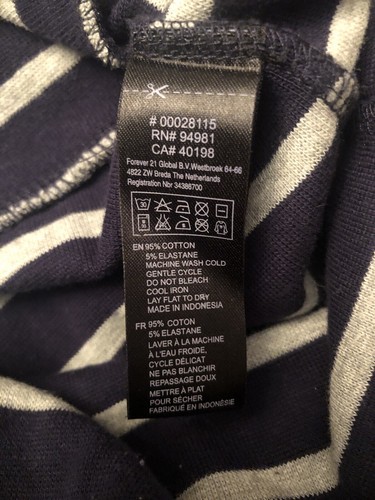 # 00028115
RN# 94981
CA# 40198
Forever 21 Global B.V.Westbroek 64-66
4822 ZW Breda The Netherlands
Registration Nbr 34386700
30
EN 95% COTTON
5% ELASTANE
MACHINE WASH COLD
GENTLE CYCLE
DO NOT BLEACH
COOL IRON
LAY FLAT TO DRY
MADE IN INDONESIA
FR 95% COTON
5% ELASTANE
LAVER À LA MACHINE
À L'EAU FROIDE,
CYCLE DÉLICAT
NE PAS BLANCHIR
REPASSAGE DOUX
METTRE À PLAT
POUR SÉCHER
FABRIQUÉ EN INDONÉSIE